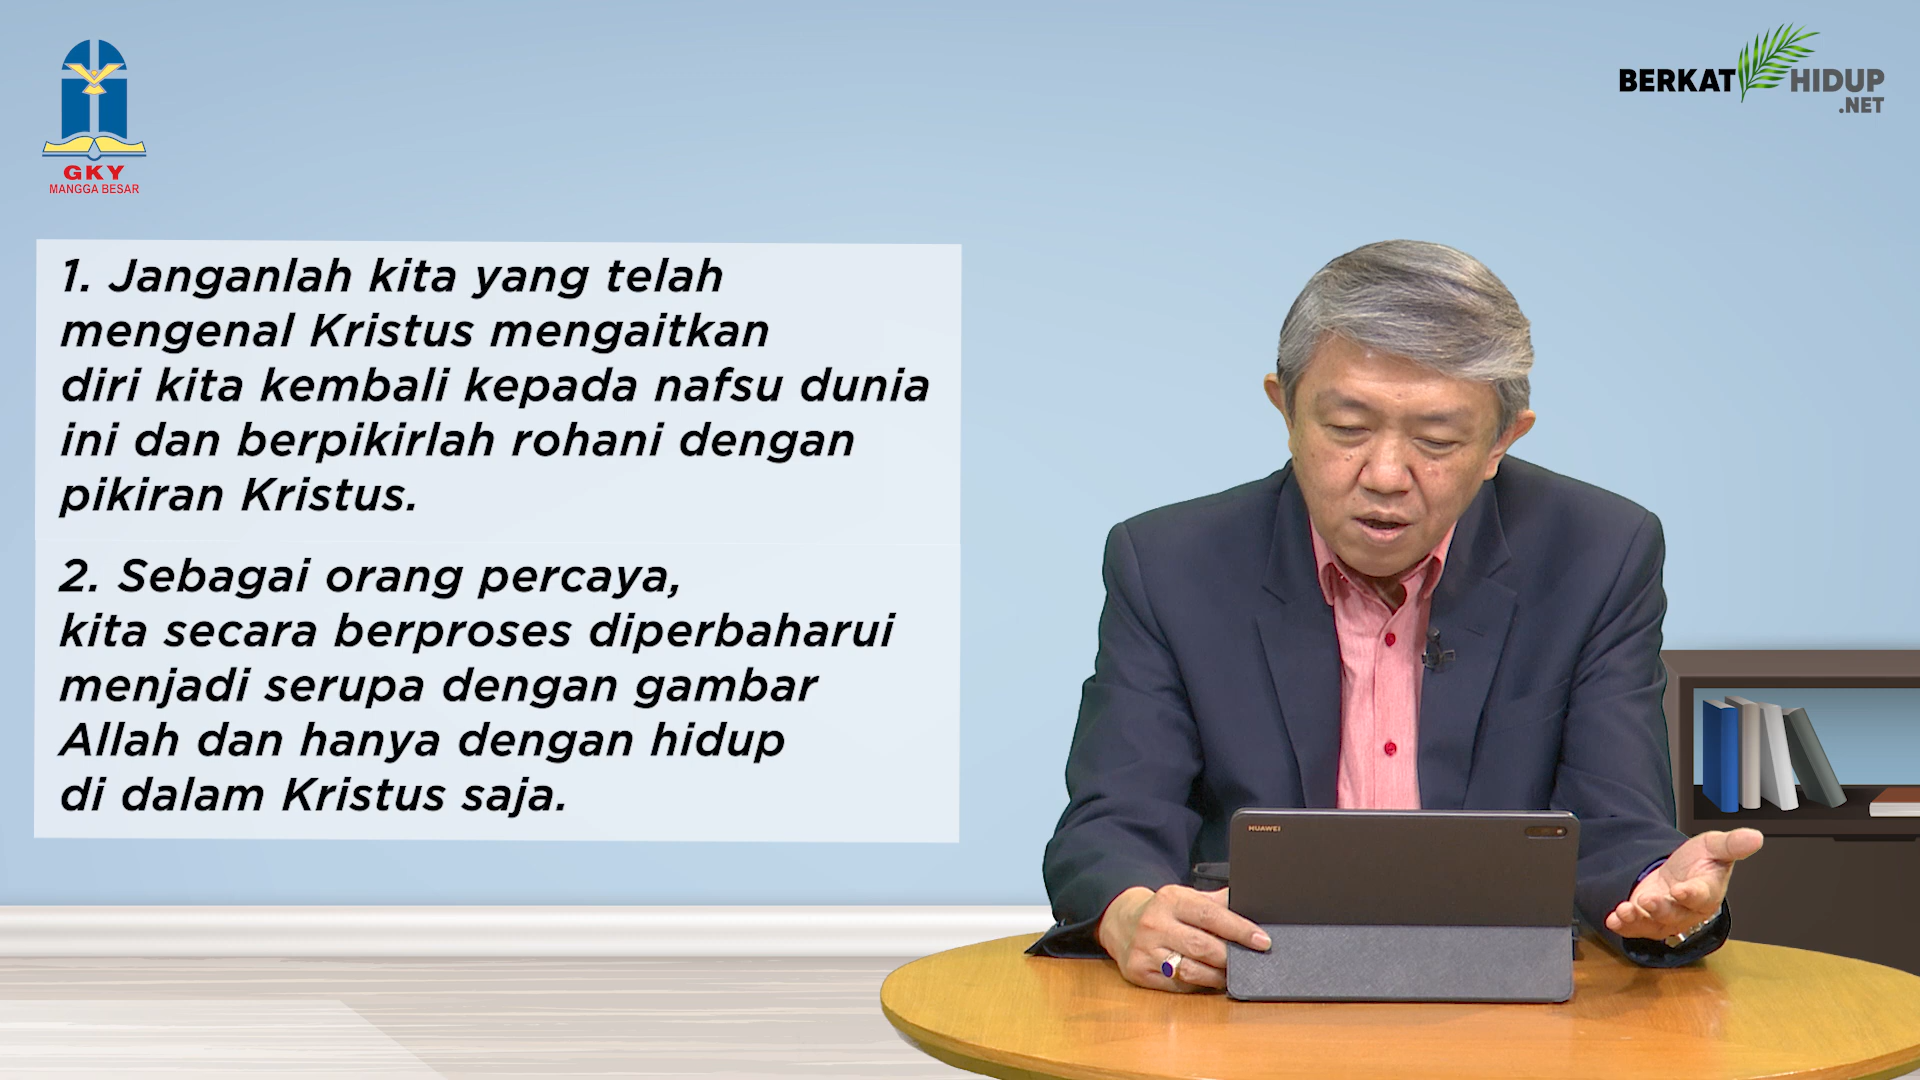 GKY
MANGGA BESAR
BERKAT HIDUP
.NET
1. Janganlah kita yang telah
mengenal Kristus mengaitkan
diri kita kembali kepada nafsu dunia
ini dan berpikirlah rohani dengan
pikiran Kristus.
2. Sebagai orang percaya,
kita secara berproses diperbaharui
menjadi serupa dengan gambar
Allah dan hanya dengan hidup
di dalam Kristus saja.
HUAWEI